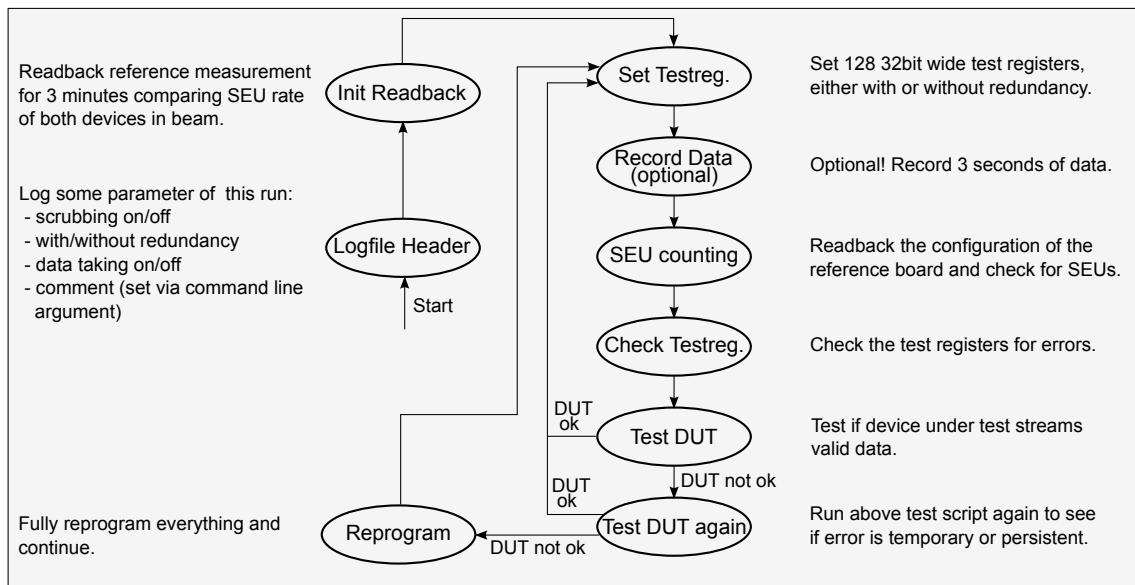 Readback reference measurement
for 3 minutes comparing SEU rate
of both devices in beam.
Init Readback
Log some parameter of this run:
- scrubbing on/off
- with/without redundancy
- data taking on/off
- comment (set via command line
argument)
Logfile Header
Start
Set Testreg.
Set 128 32bit wide test registers,
either with or without redundancy.
Record Data
(optional)
Optional! Record 3 seconds of data.
SEU counting
Readback the configuration of the
reference board and check for SEUs.
Check Testreg.
Check the test registers for errors.
DUT
ok
Test DUT
Test if device under test streams
valid data.
DUT not ok
DUT
ok
Test DUT again
Run above test script again to see
if error is temporary or persistent.
DUT not ok
Reprogram
Fully reprogram everything and
continue.